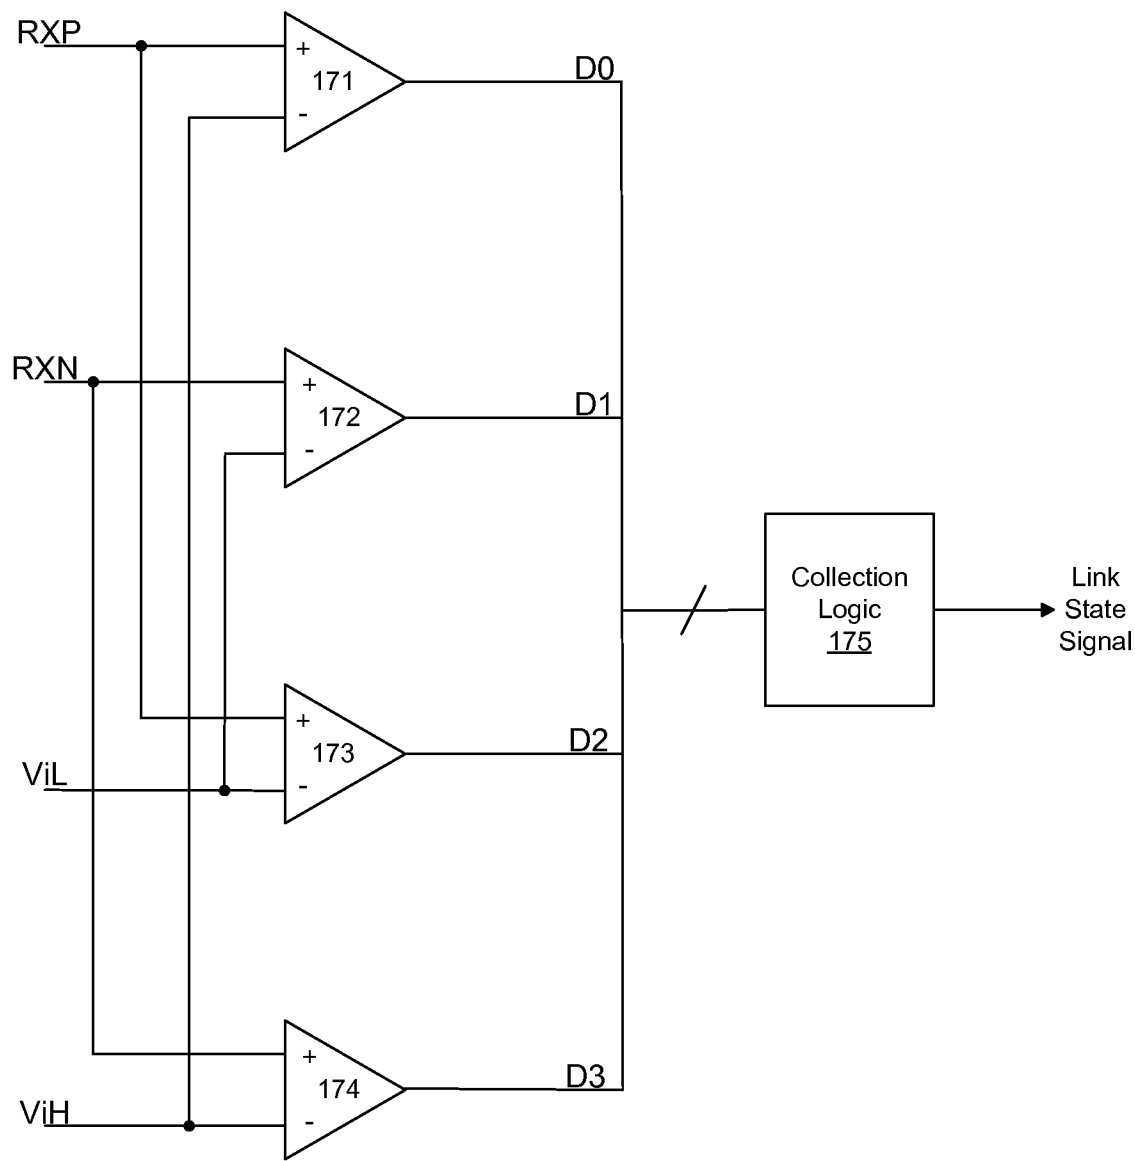 RXP
+
171
-
D0
RXN
+
172
-
D1
Collection
Logic
175
Link
State
Signal
+
173
-
D2
ViL
+
174
-
D3
ViH